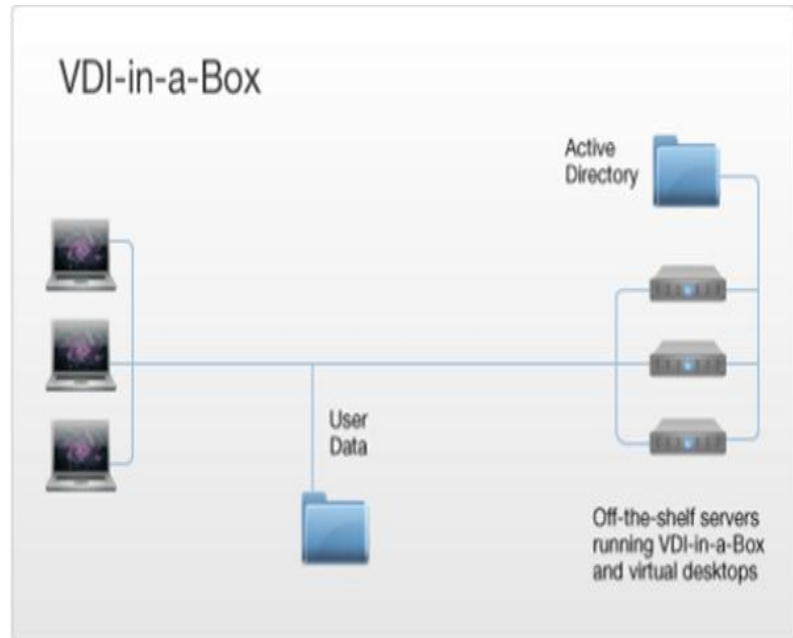 VDI-in-a-Box
Active
Directory
User
Data
Off-the-shelf servers
running VDI-in-a-Box
and virtual desktops